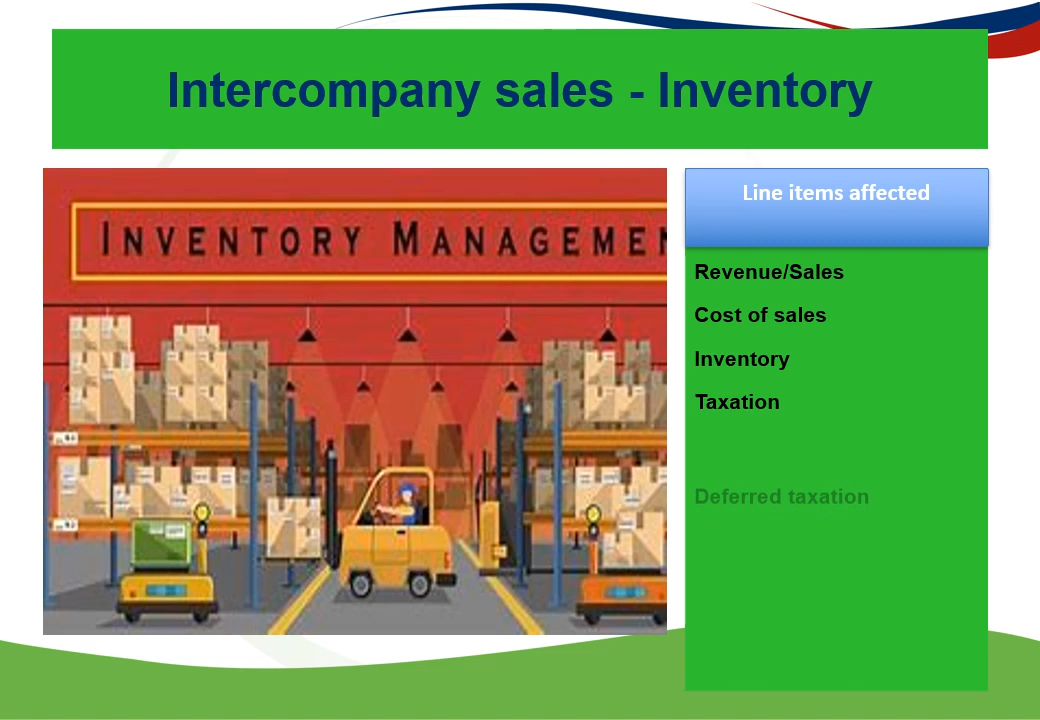 Intercompany sales - Inventory
INVENTORY MANAGEMEN
Line items affected
Revenue/Sales
Cost of sales
Inventory
Taxation
Deferred taxation